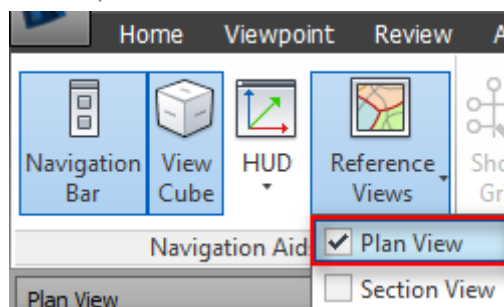 Home Viewpoint Review
Navigation Bar
View Cube
HUD
Reference Views
Navigation Aid
Plan View
Section View
Plan View